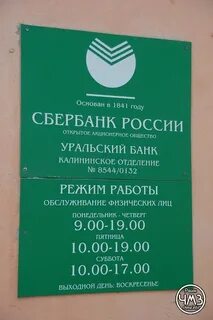 Основан в 1841 году
СБЕРБАНК РОССИИ
ОТКРЫТОЕ АКЦИОНЕРНОЕ ОБЩЕСТВО
УРАЛЬСКИЙ БАНК
КАЛИНИНСКОЕ ОТДЕЛЕНИЕ
№ 8544/0132
РЕЖИМ РАБОТЫ
ОБСЛУЖИВАНИЕ ФИЗИЧЕСКИХ ЛИЦ
ПОНЕДЕЛЬНИК - ЧЕТВЕРГ
9.00-19.00
ПЯТНИЦА
10.00-19.00
СУББОТА
10.00-17.00
ВЫХОДНОЙ ДЕНЬ: ВОСКРЕСЕНЬЕ
ЧМЗ